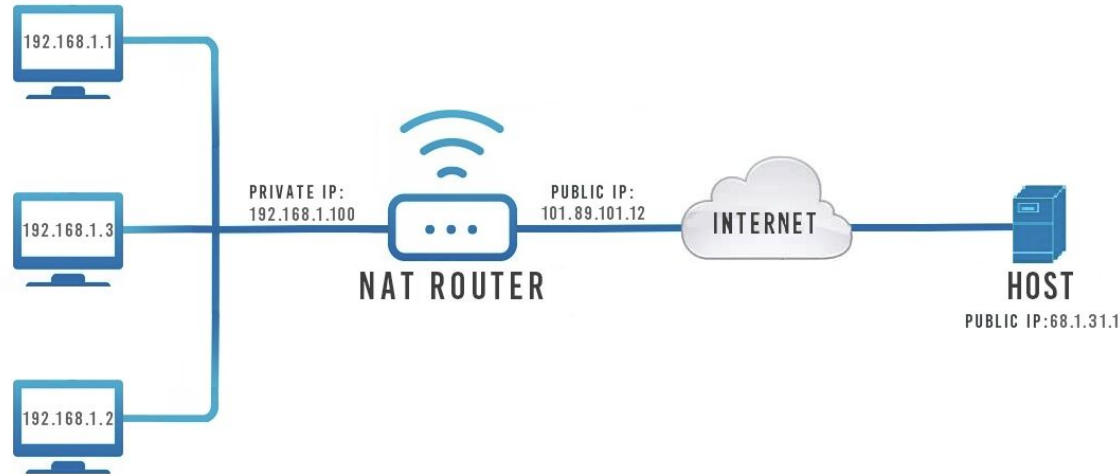 192.168.1.1
192.168.1.3
192.168.1.2
PRIVATE IP:
192.168.1.100
NAT ROUTER
PUBLIC IP:
101.89.101.12
INTERNET
HOST
PUBLIC IP:68.1.31.1